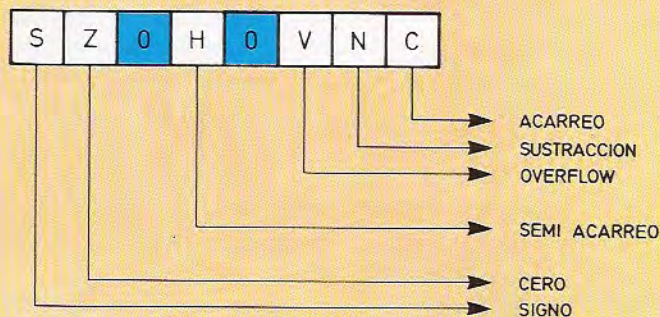 S Z 0 H 0 V N C
ACARREO
SUSTRACCION
OVERFLOW
SEMI ACARREO
CERO
SIGNO